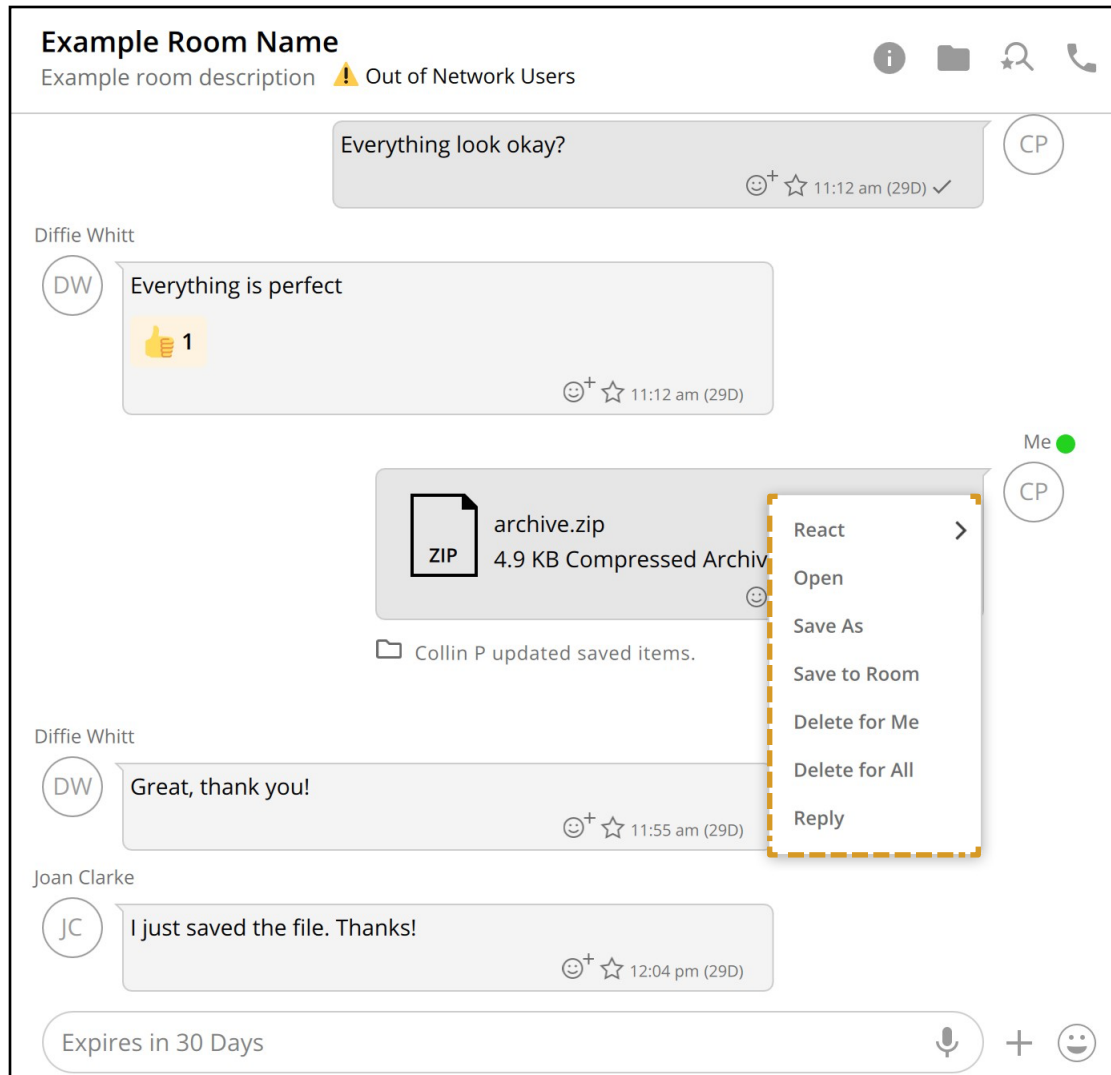 Example Room Name
Example room description ⚠ Out of Network Users
Everything look okay?
CP
11:12 am (29D)
Diffie Whitt
DW
Everything is perfect
👍 1
11:12 am (29D)
Me
CP
ZIP
archive.zip
4.9 KB Compressed Archiv
React
Open
Save As
Save to Room
Delete for Me
Delete for All
Reply
Collin P updated saved items.
Diffie Whitt
DW
Great, thank you!
11:55 am (29D)
Joan Clarke
JC
I just saved the file. Thanks!
12:04 pm (29D)
Expires in 30 Days